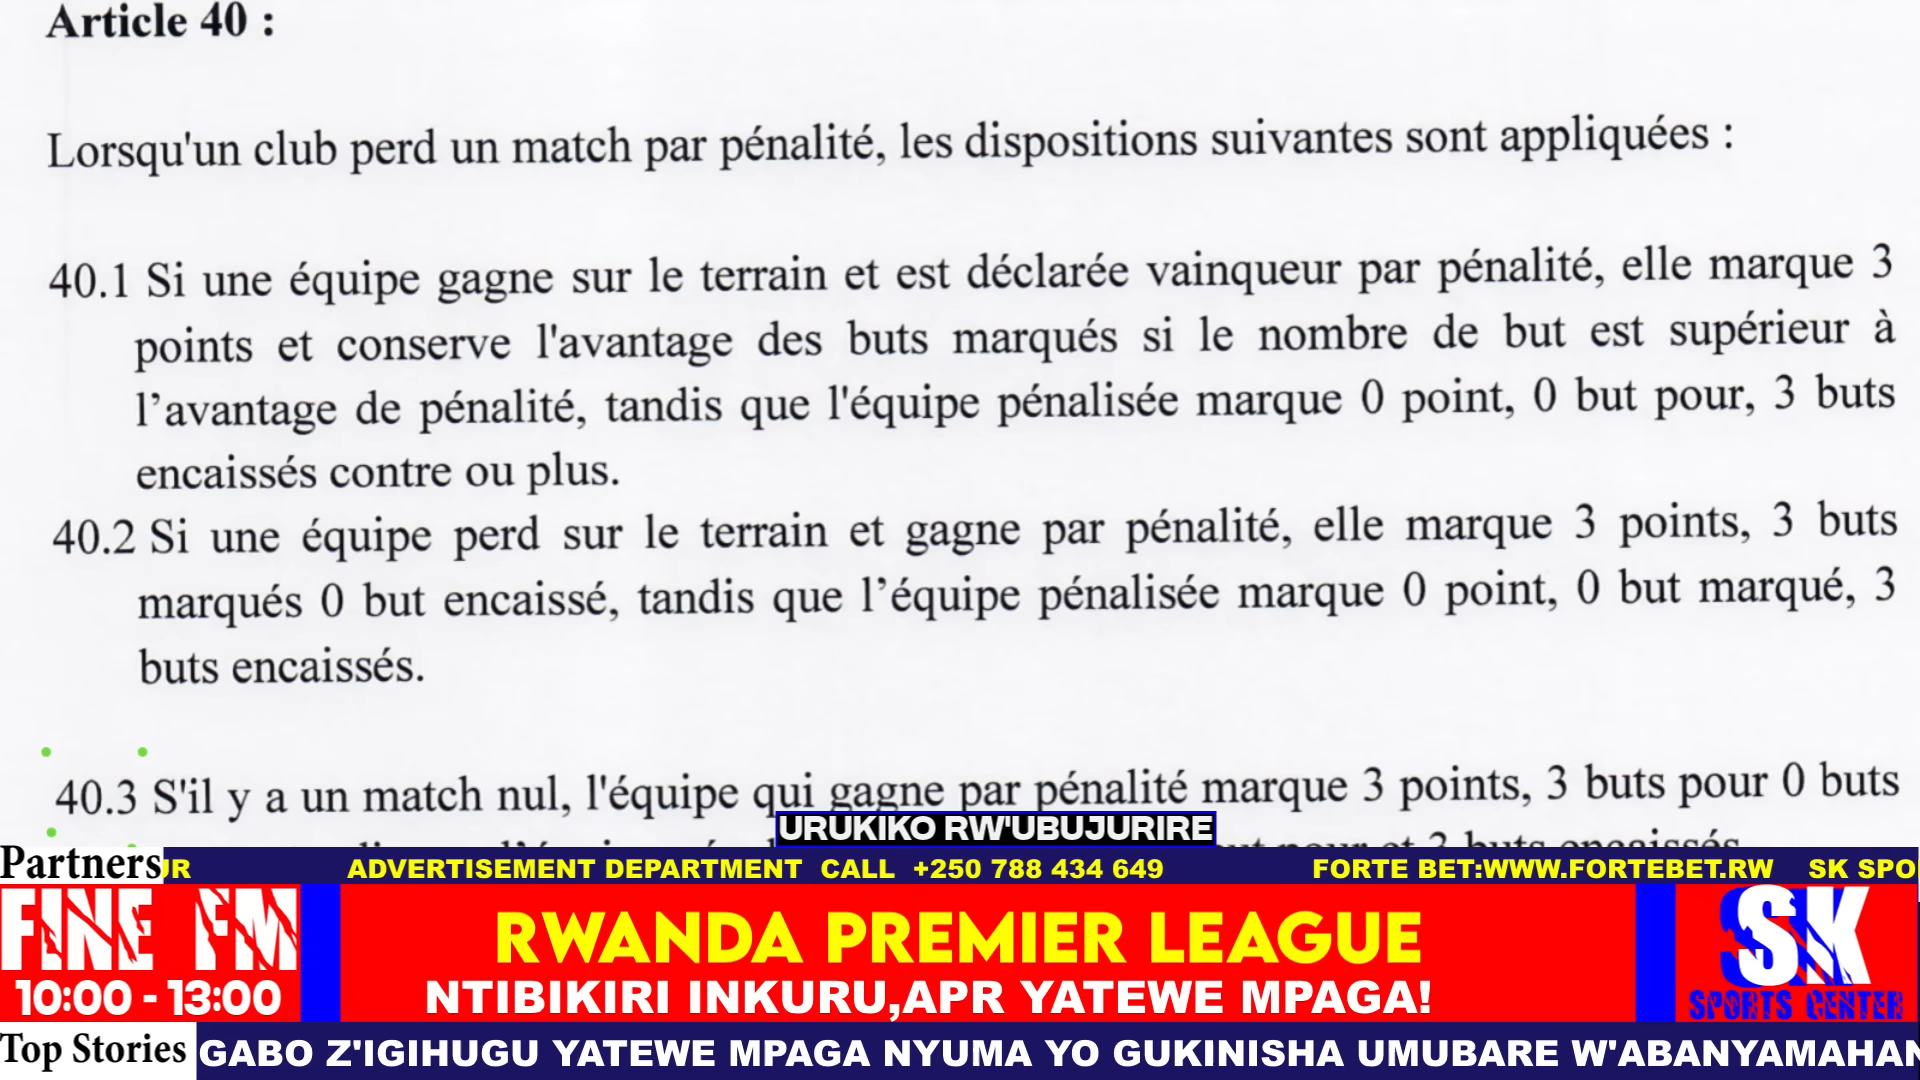 Article 40 :
Lorsqu'un club perd un match par pénalité, les dispositions suivantes sont appliquées :
40.1 Si une équipe gagne sur le terrain et est déclarée vainqueur par pénalité, elle marque 3
points et conserve l'avantage des buts marqués si le nombre de but est supérieur à
l’avantage de pénalité, tandis que l'équipe pénalisée marque 0 point, 0 but pour, 3 buts
encaissés contre ou plus.
40.2 Si une équipe perd sur le terrain et gagne par pénalité, elle marque 3 points, 3 buts
marqués 0 but encaissé, tandis que l’équipe pénalisée marque 0 point, 0 but marqué, 3
buts encaissés.
40.3 S'il y a un match nul, l'équipe qui gagne par pénalité marque 3 points, 3 buts pour 0 buts
pour et 3 buts encaissés
URUKIKO RW'UBUJURIRE
Partners UR ADVERTISEMENT DEPARTMENT CALL +250 788 434 649 FORTE BET:WWW.FORTEBET.RW SK SPO
FINE FM
10:00 - 13:00
RWANDA PREMIER LEAGUE
NTIBIKIRI INKURU,APR YATEWE MPAGA!
SK
SPORTS CENTER
Top Stories GABO Z'IGIHUGU YATEWE MPAGA NYUMA YO GUKINISHA UMUBARE W'ABANYAMAHAN